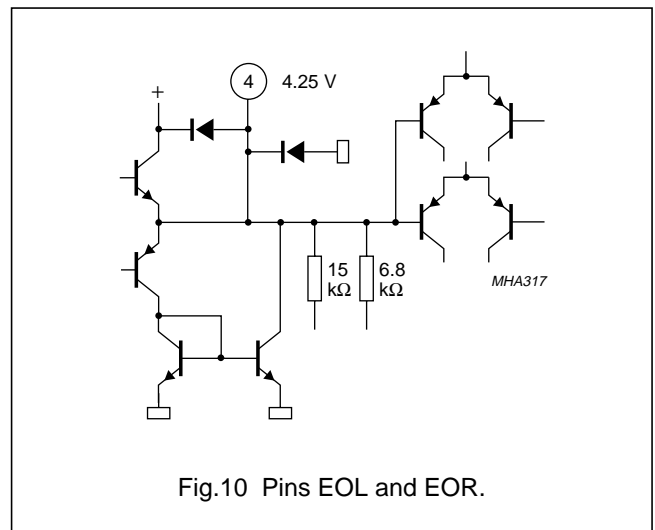 4 4.25 V
+
15 kΩ
6.8 kΩ
MHA317
Fig.10 Pins EOL and EOR.